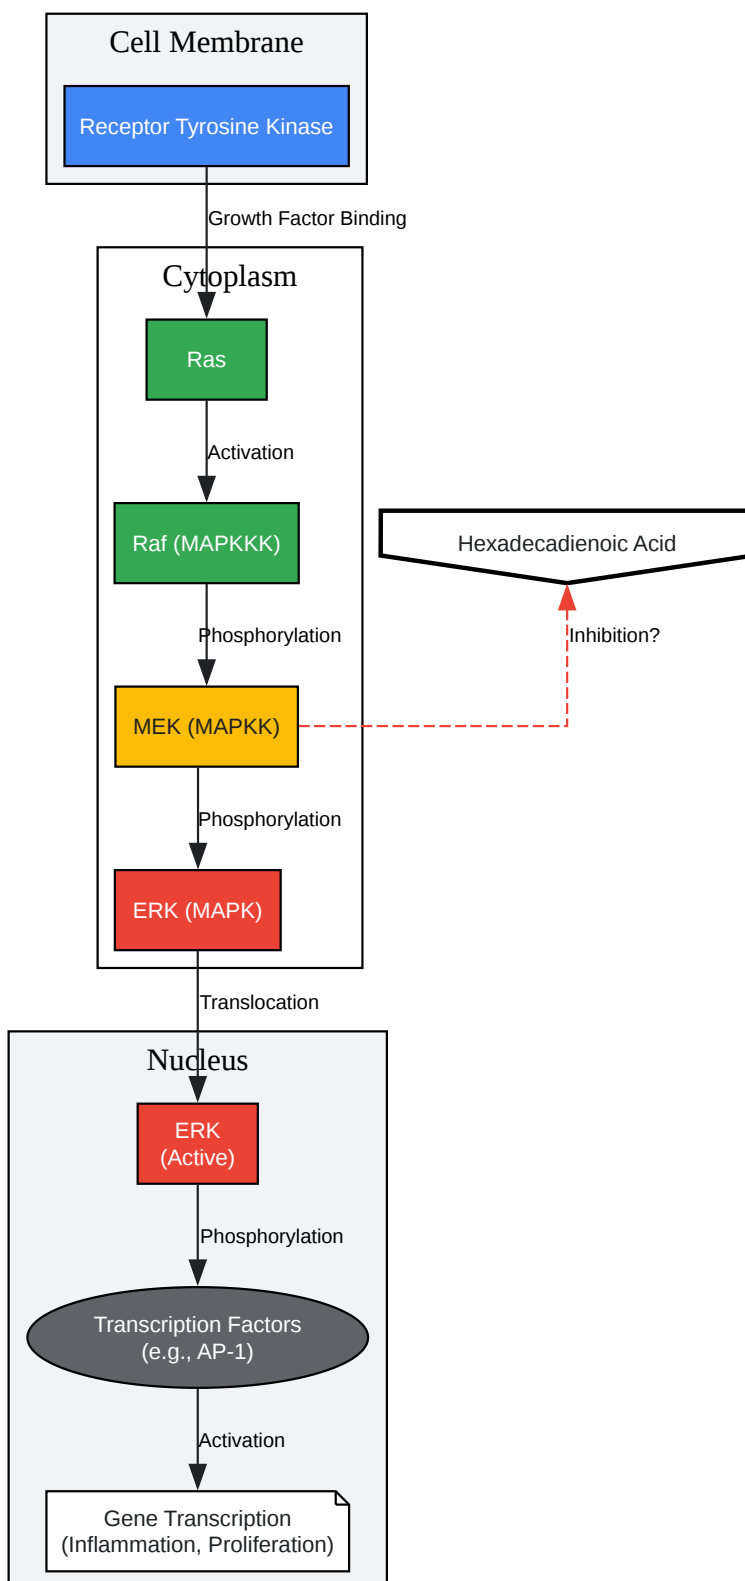 Cell Membrane
Receptor Tyrosine Kinase
Growth Factor Binding
Cytoplasm
Ras
Activation
Raf (MAPKKK)
Hexadecadienoic Acid
Phosphorylation
Inhibition?
MEK (MAPKK)
Phosphorylation
ERK (MAPK)
Translocation
Nucleus
ERK
(Active)
Phosphorylation
Transcription Factors
(e.g., AP-1)
Activation
Gene Transcription
(Inflammation, Proliferation)